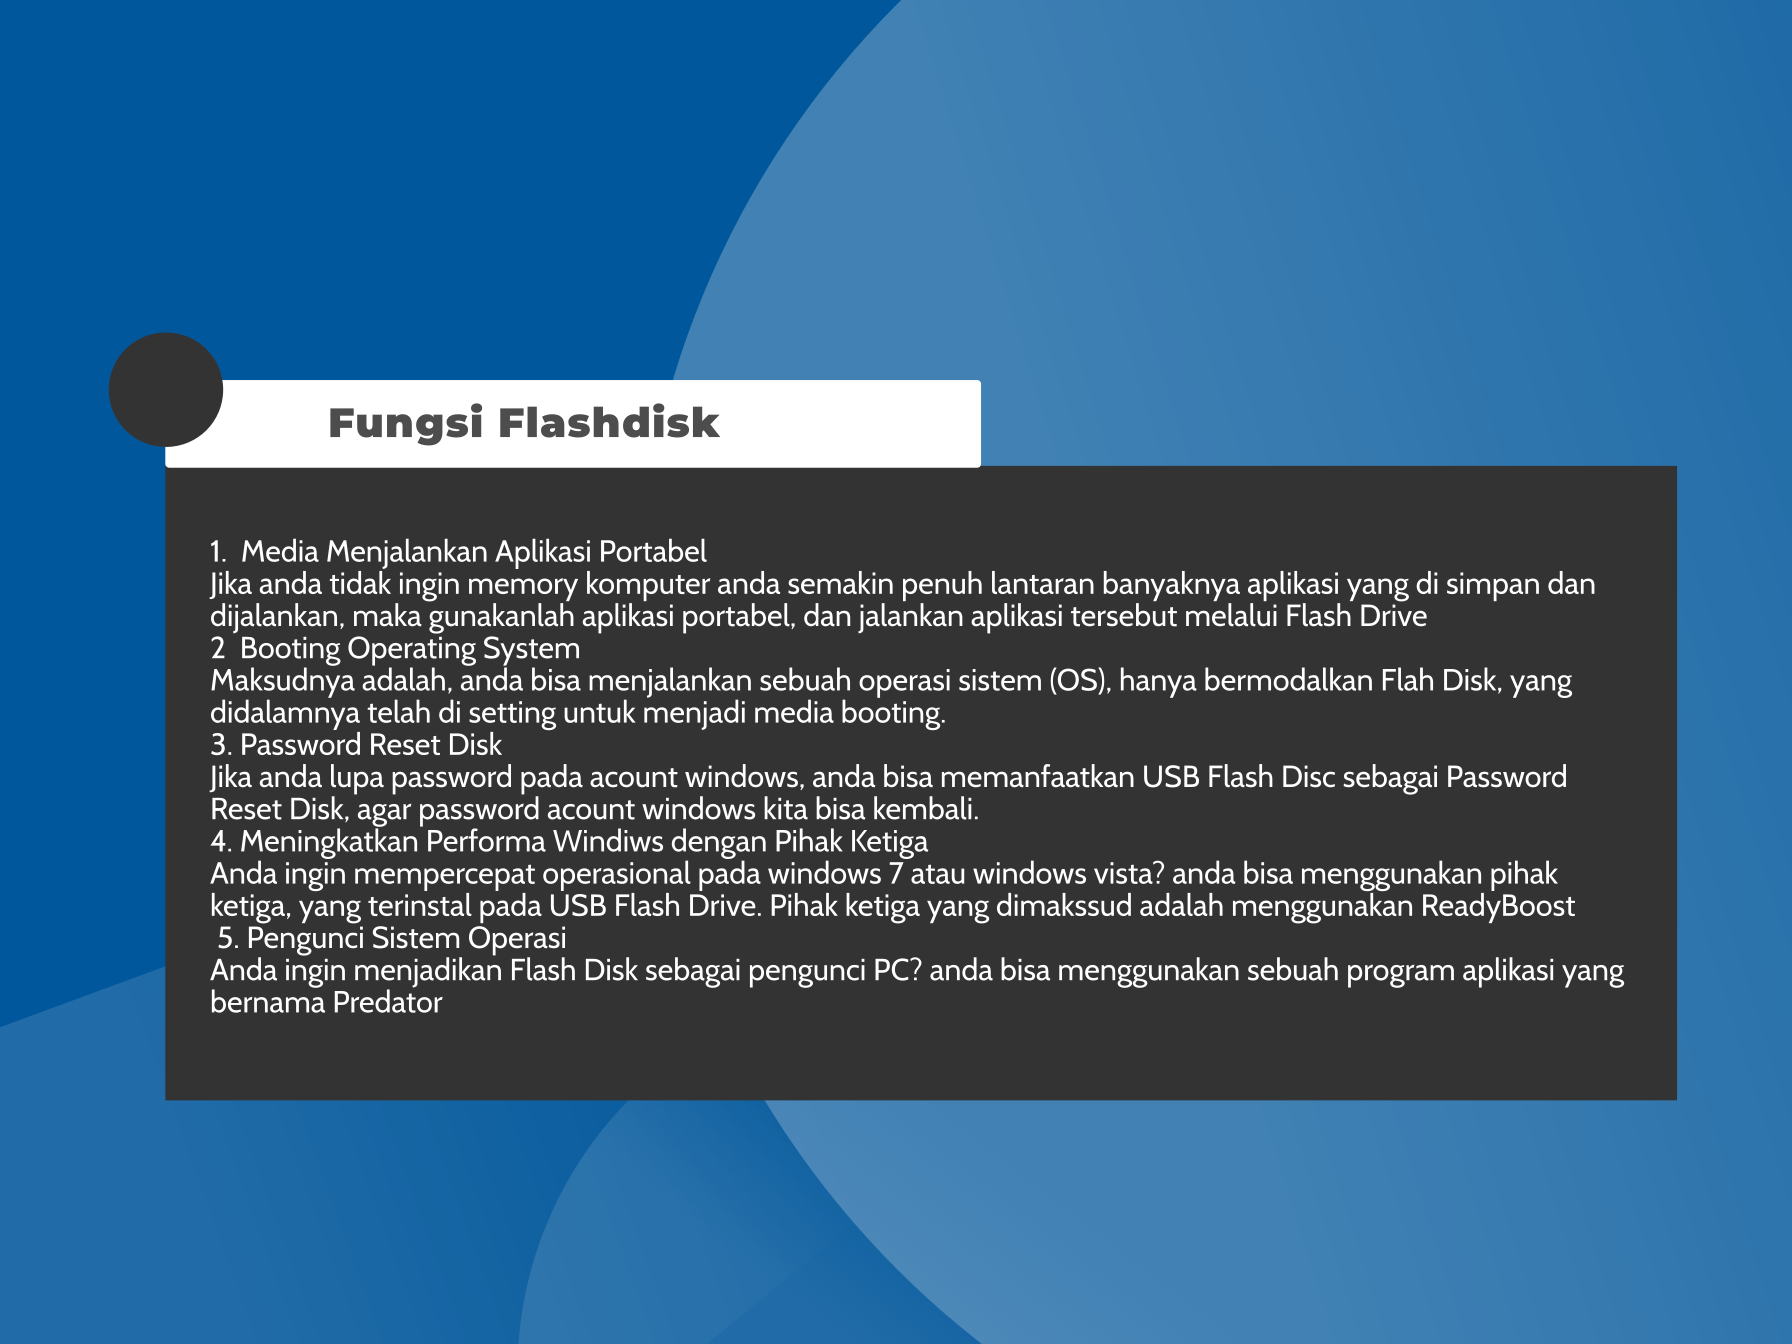 Fungsi Flashdisk
1.  Media Menjalankan Aplikasi Portabel
Jika anda tidak ingin memory komputer anda semakin penuh lantaran banyaknya aplikasi yang di simpan dan
dijalankan, maka gunakanlah aplikasi portabel, dan jalankan aplikasi tersebut melalui Flash Drive
2  Booting Operating System
Maksudnya adalah, anda bisa menjalankan sebuah operasi sistem (OS), hanya bermodalkan Flah Disk, yang
didalamnya telah di setting untuk menjadi media booting.
3. Password Reset Disk
Jika anda lupa password pada acount windows, anda bisa memanfaatkan USB Flash Disc sebagai Password
Reset Disk, agar password acount windows kita bisa kembali.
4. Meningkatkan Performa Windiws dengan Pihak Ketiga
Anda ingin mempercepat operasional pada windows 7 atau windows vista? anda bisa menggunakan pihak
ketiga, yang terinstal pada USB Flash Drive. Pihak ketiga yang dimakssud adalah menggunakan ReadyBoost
5. Pengunci Sistem Operasi
Anda ingin menjadikan Flash Disk sebagai pengunci PC? anda bisa menggunakan sebuah program aplikasi yang
bernama Predator